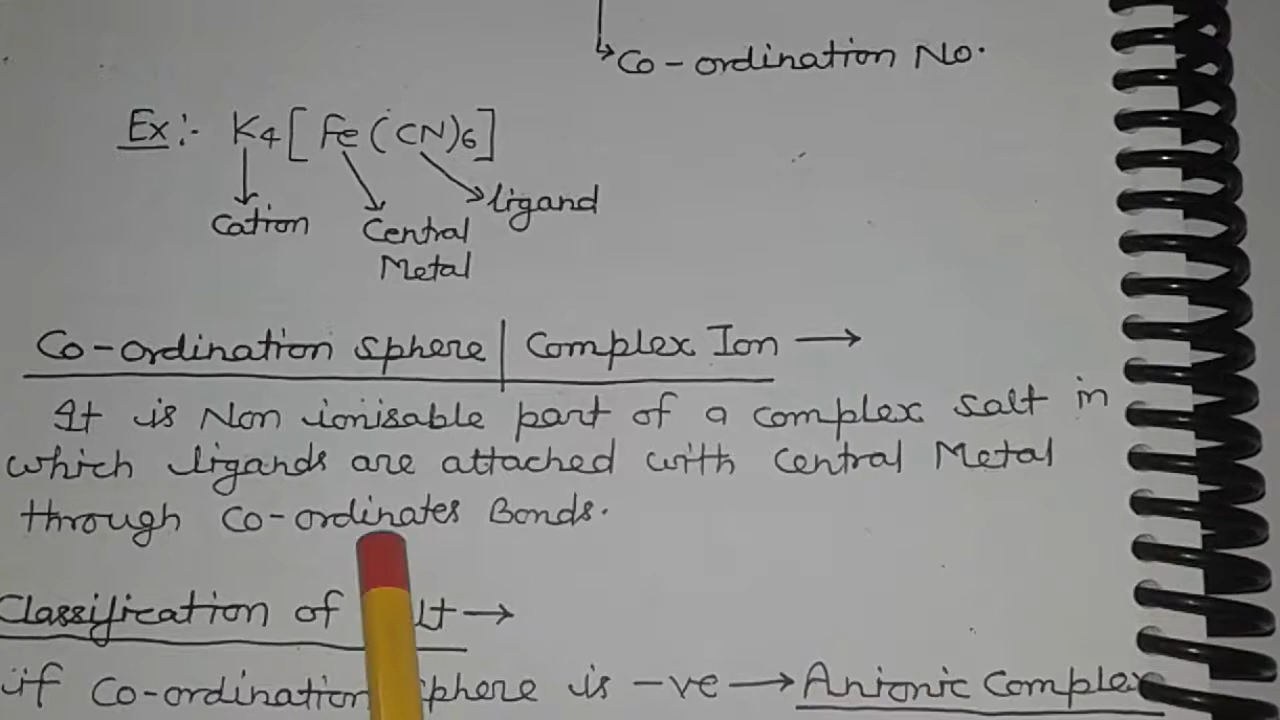 ↳Co-ordination No.
Ex:- K4[Fe(CN)6]
ligand
Cation Central
Metal
Co-ordination sphere | Complex Ion →
It is Non ionisable part of a complex salt in
which ligands are attached with Central Metal
through Co-ordinates Bonds.
Classification of →
if Co-ordination sphere is -ve → Anionic Complex